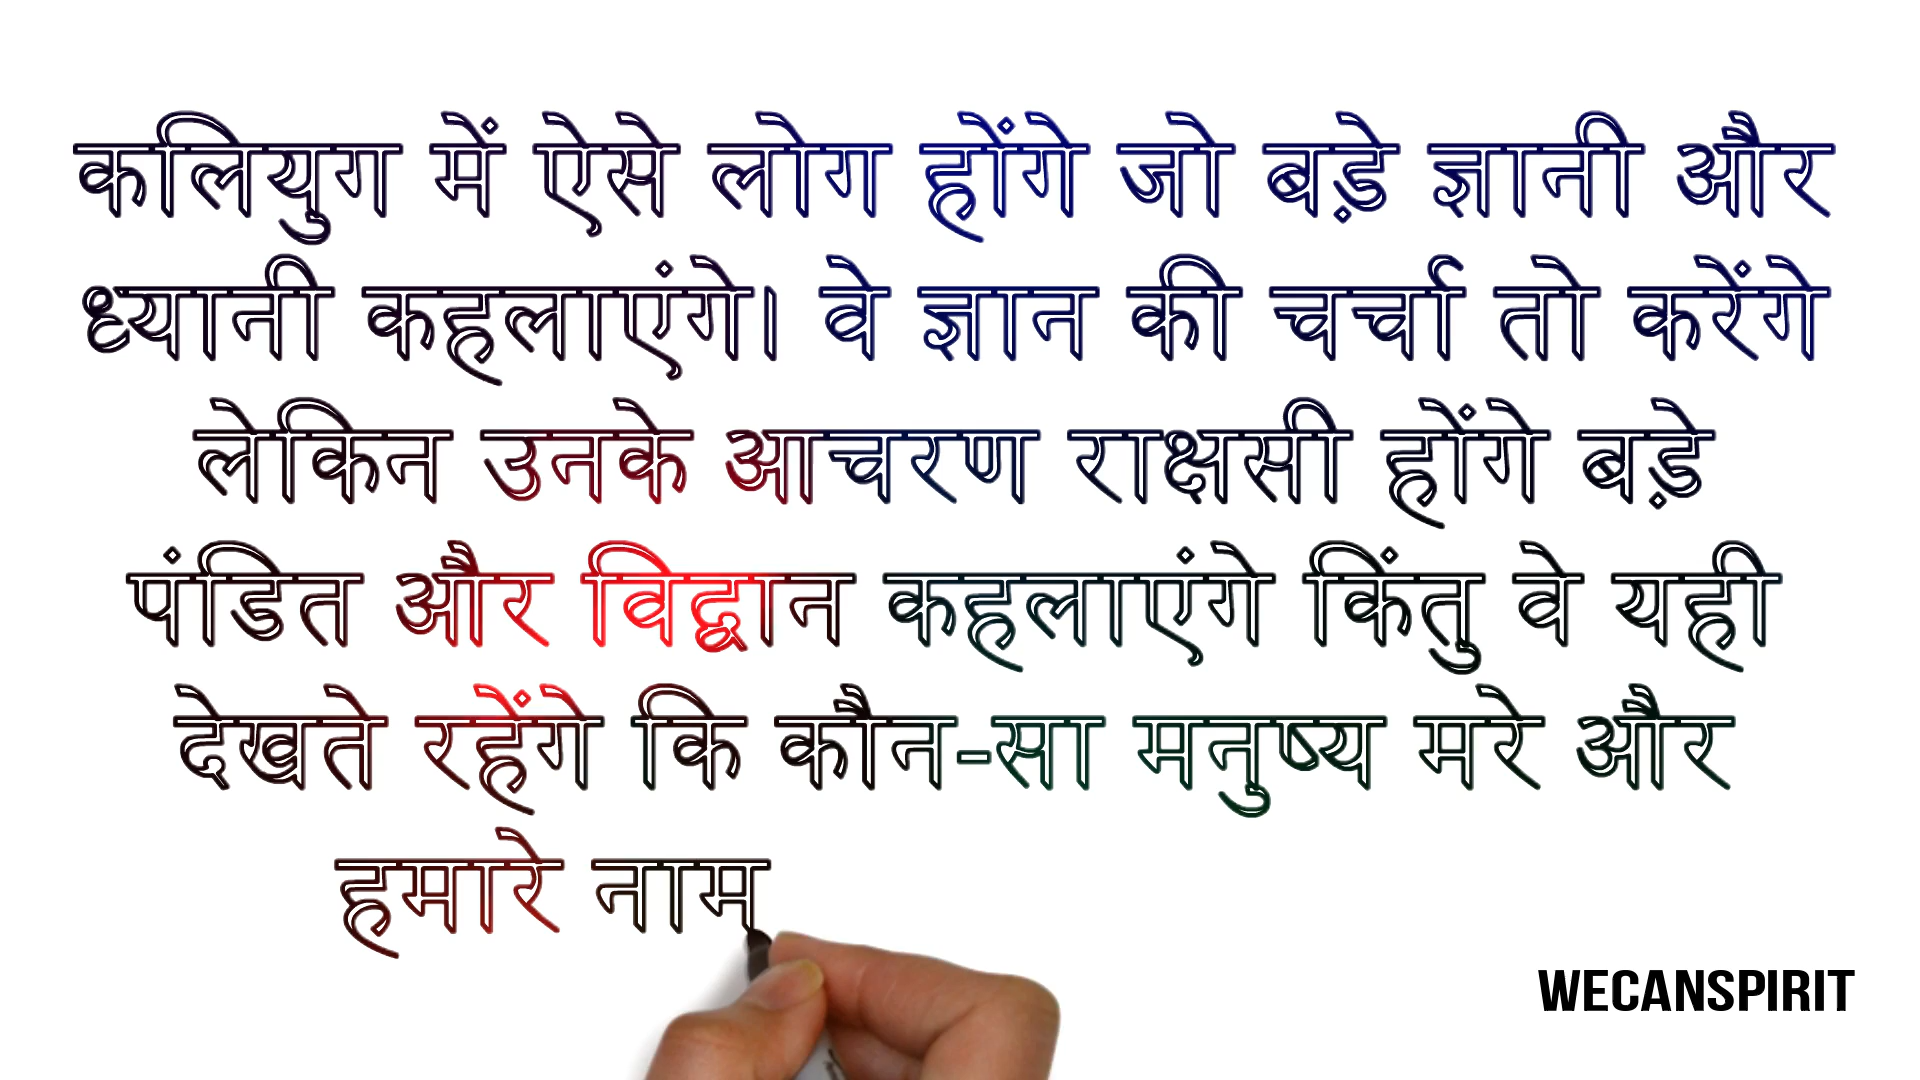 कलियुग में ऐसे लोग होंगे जो बड़े ज्ञानी और
ध्यानी कहलाएंगे। वे ज्ञान की चर्चा तो करेंगे
लेकिन उनके आचरण राक्षसी होंगे बड़े
पंडित और विद्वान कहलाएंगे किंतु वे यही
देखते रहेंगे कि कौन-सा मनुष्य मरे और
हमारे नाम
WECANSPIRIT